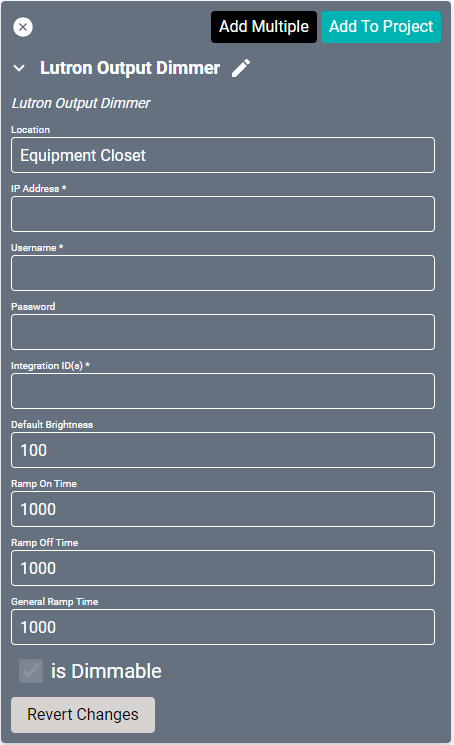 Add Multiple
Add To Project
Lutron Output Dimmer
Lutron Output Dimmer
Location
Equipment Closet
IP Address *
Username *
Password
Integration ID(s) *
Default Brightness
100
Ramp On Time
1000
Ramp Off Time
1000
General Ramp Time
1000
is Dimmable
Revert Changes